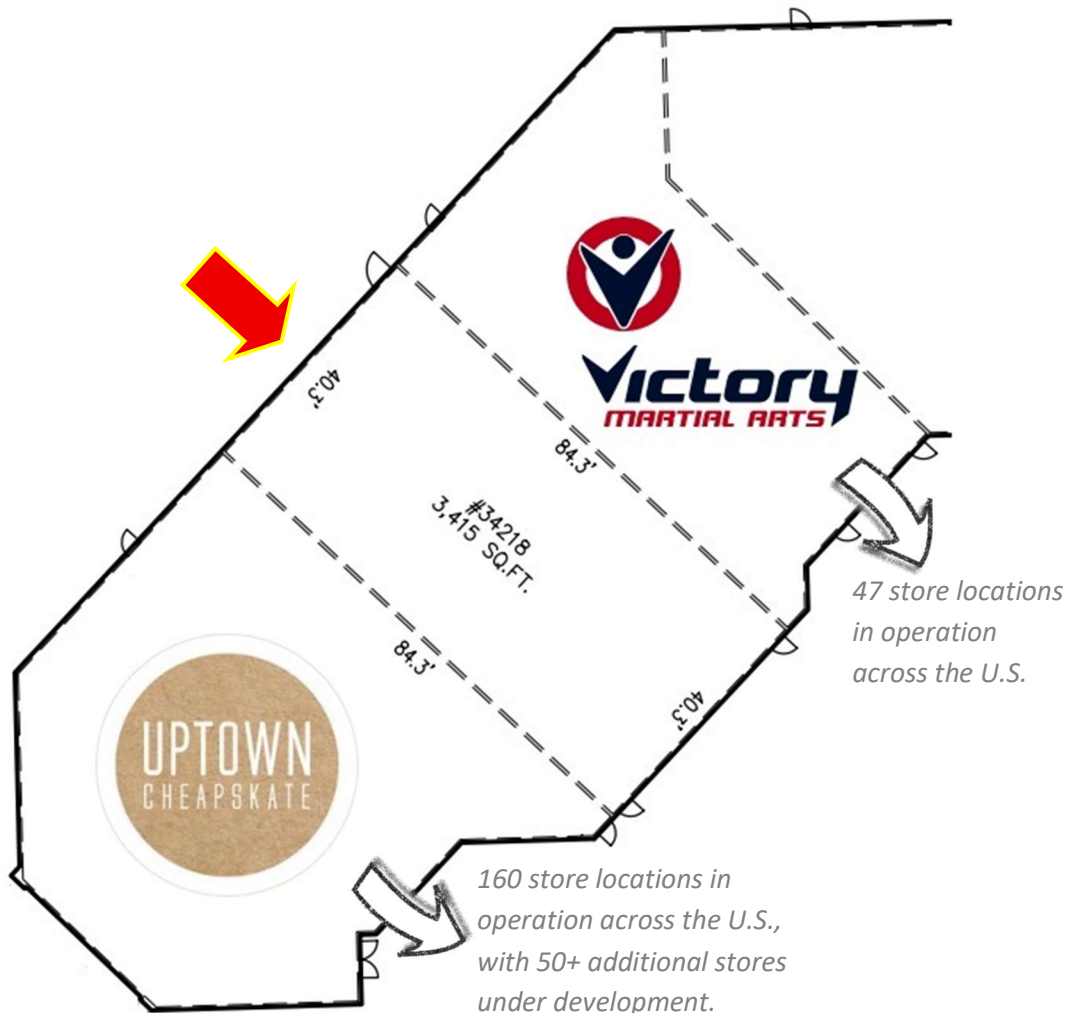 Victory
MARTIAL ARTS
40.3'
84.3'
#34218
3,415 SQ.FT.
47 store locations
in operation
across the U.S.
84.3'
40.3'
UPTOWN
CHEAPSKATE
160 store locations in
operation across the U.S.,
with 50+ additional stores
under development.